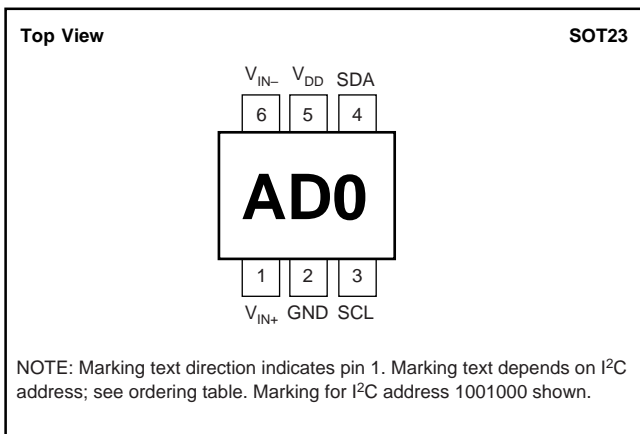 Top View SOT23
V_IN– V_DD SDA
6 5 4
AD0
1 2 3
V_IN+ GND SCL
NOTE: Marking text direction indicates pin 1. Marking text depends on I²C
address; see ordering table. Marking for I²C address 1001000 shown.